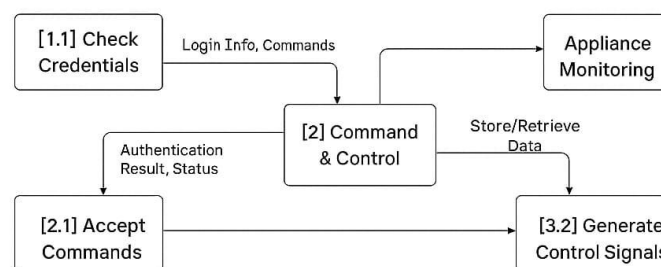 [1.1] Check
Credentials
Login Info, Commands
Appliance
Monitoring
[2] Command
& Control
Store/Retrieve
Data
Authentication
Result, Status
[2.1] Accept
Commands
[3.2] Generate
Control Signals